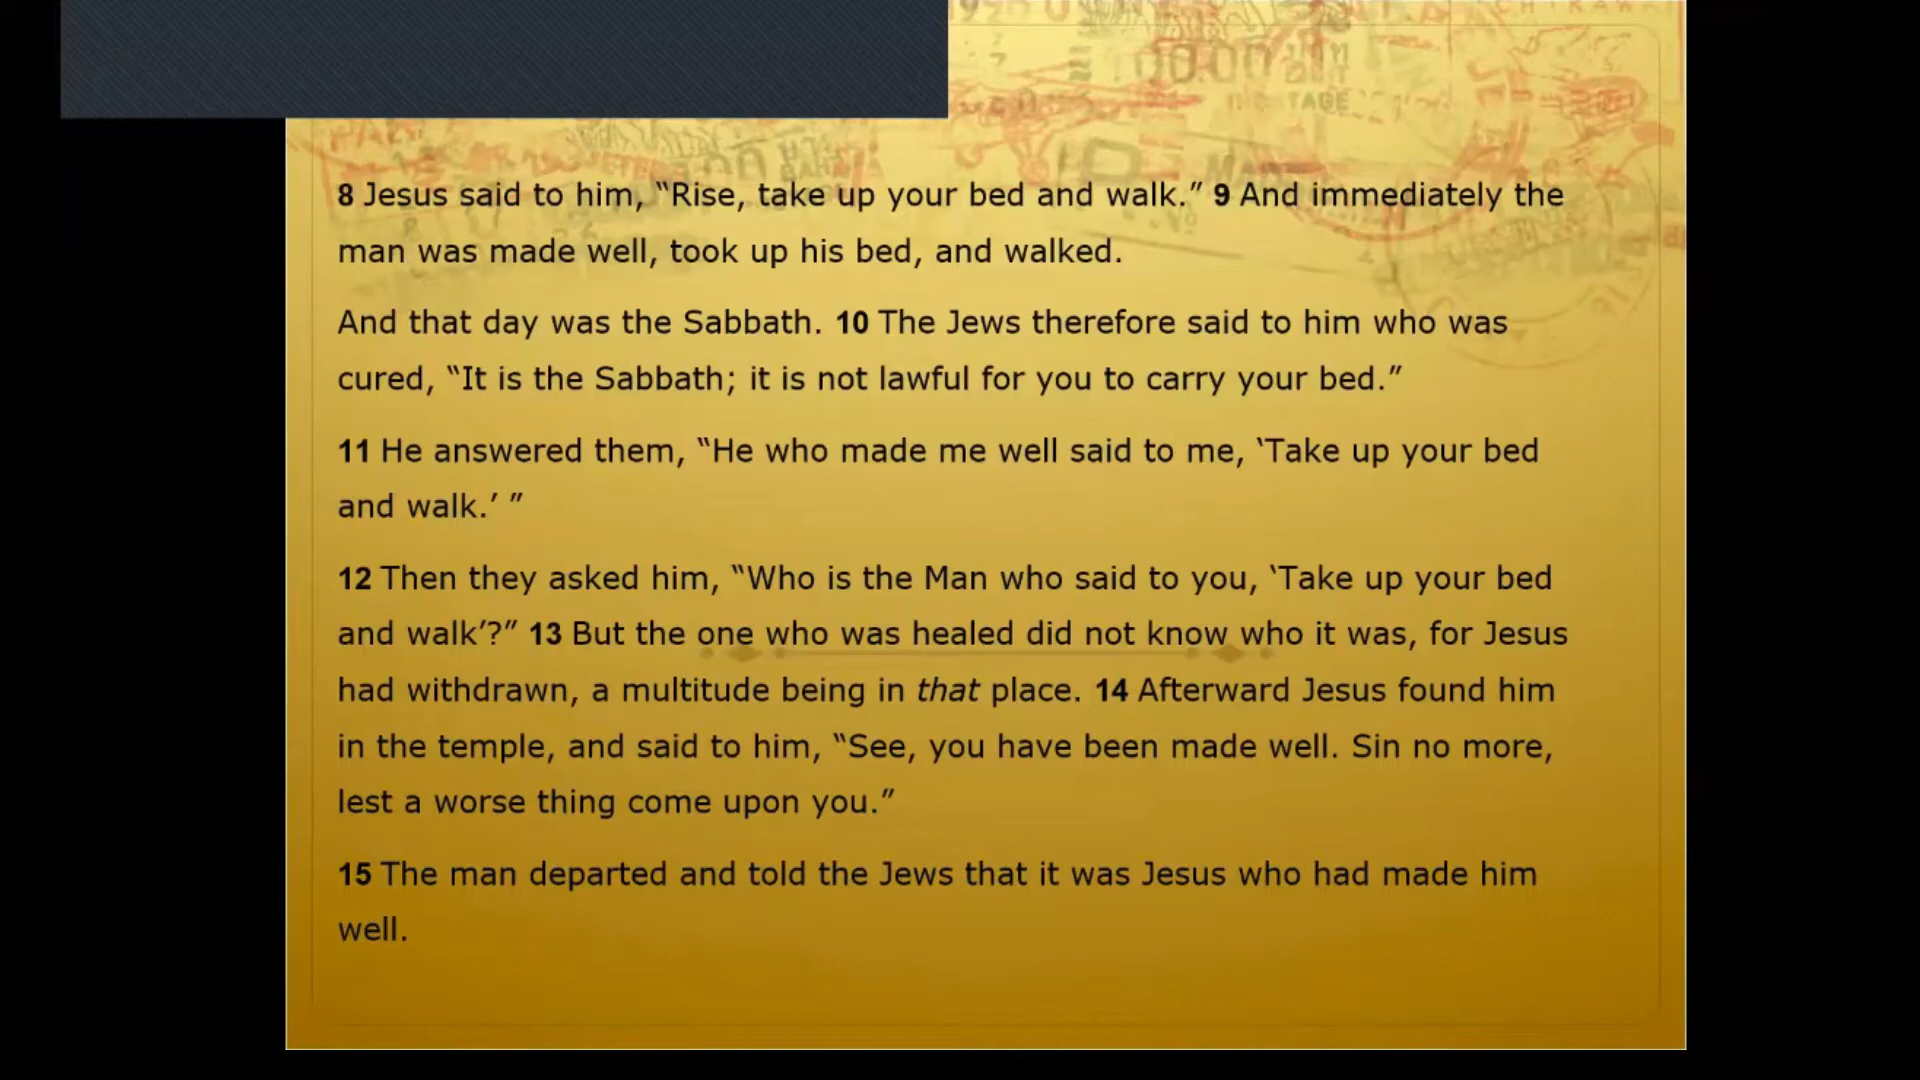 TAGE
8 Jesus said to him, “Rise, take up your bed and walk.” 9 And immediately the
man was made well, took up his bed, and walked.
And that day was the Sabbath. 10 The Jews therefore said to him who was
cured, “It is the Sabbath; it is not lawful for you to carry your bed.”
11 He answered them, “He who made me well said to me, ‘Take up your bed
and walk.’ ”
12 Then they asked him, “Who is the Man who said to you, ‘Take up your bed
and walk’?” 13 But the one who was healed did not know who it was, for Jesus
had withdrawn, a multitude being in that place. 14 Afterward Jesus found him
in the temple, and said to him, “See, you have been made well. Sin no more,
lest a worse thing come upon you.”
15 The man departed and told the Jews that it was Jesus who had made him
well.